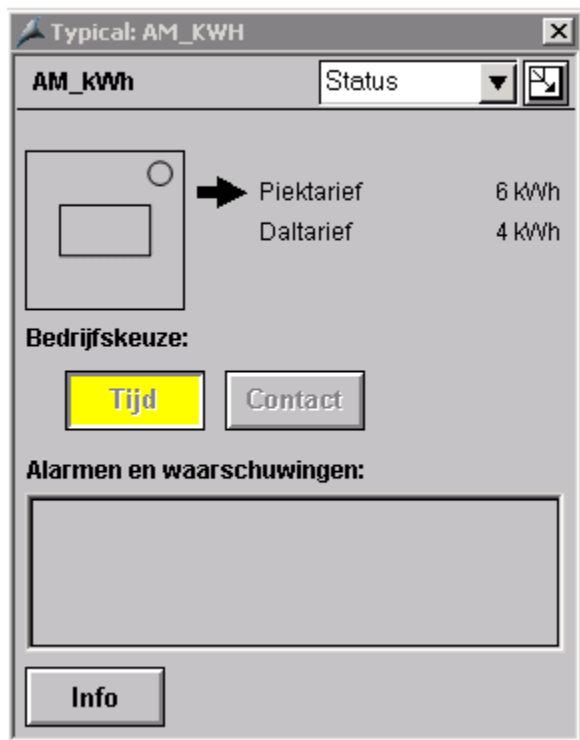 Typical: AM_KWH
AM_kWh Status
Piektarief 6 kWh
Daltarief 4 kWh
Bedrijfskeuze:
Tijd Contact
Alarmen en waarschuwingen:
Info